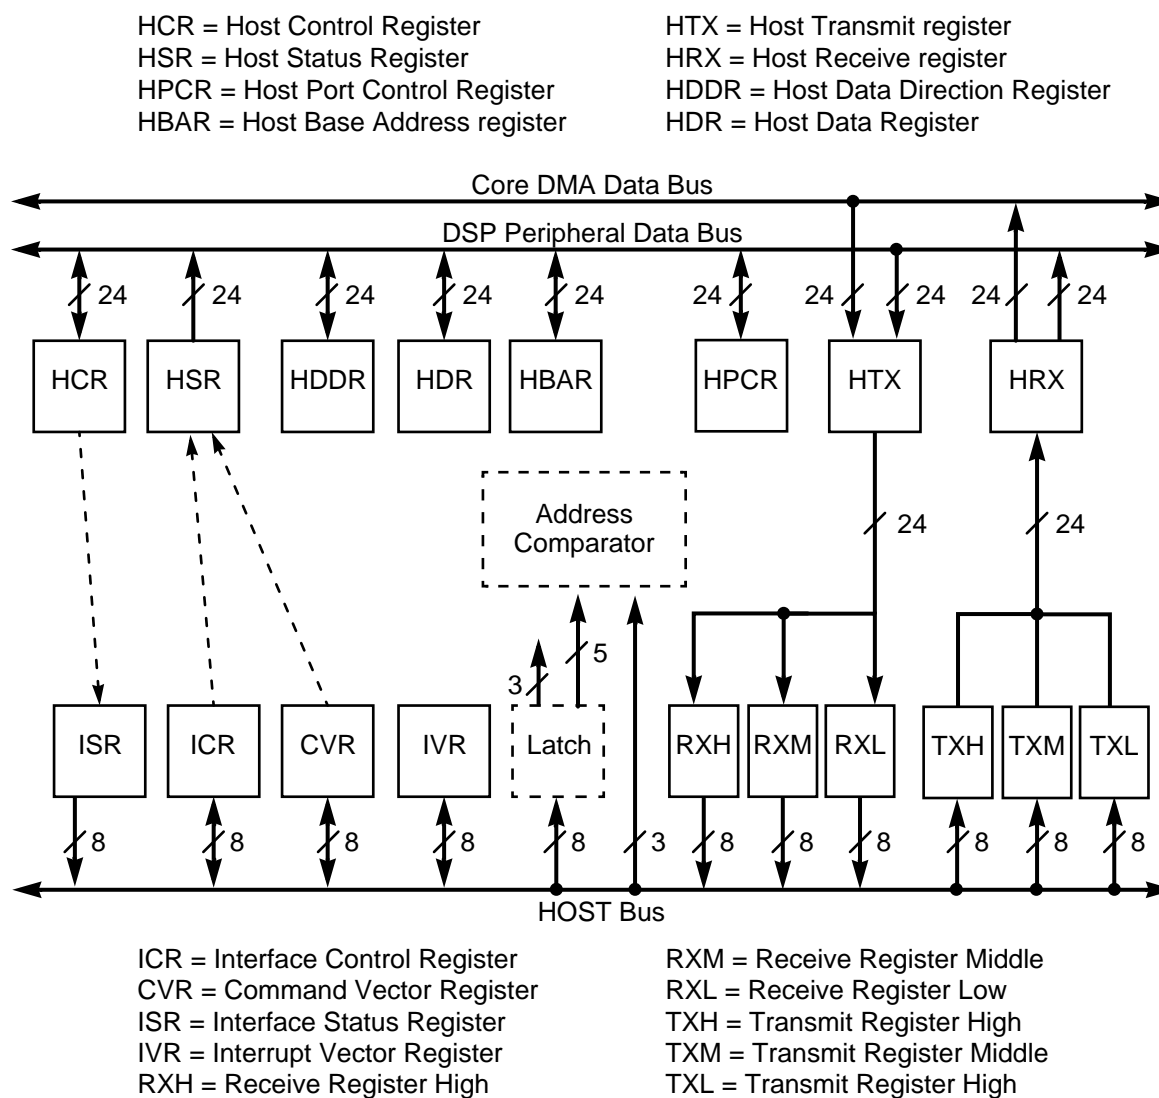 HCR = Host Control Register
HSR = Host Status Register
HPCR = Host Port Control Register
HBAR = Host Base Address register
HTX = Host Transmit register
HRX = Host Receive register
HDDR = Host Data Direction Register
HDR = Host Data Register
Core DMA Data Bus
DSP Peripheral Data Bus
24 24 24 24 24 24 24 24 24 24
HCR HSR HDDR HDR HBAR HPCR HTX HRX
Address
Comparator
24 24
5
3
ISR ICR CVR IVR Latch RXH RXM RXL TXH TXM TXL
8 8 8 8 8 3 8 8 8 8 8 8
HOST Bus
ICR = Interface Control Register
CVR = Command Vector Register
ISR = Interface Status Register
IVR = Interrupt Vector Register
RXH = Receive Register High
RXM = Receive Register Middle
RXL = Receive Register Low
TXH = Transmit Register High
TXM = Transmit Register Middle
TXL = Transmit Register High